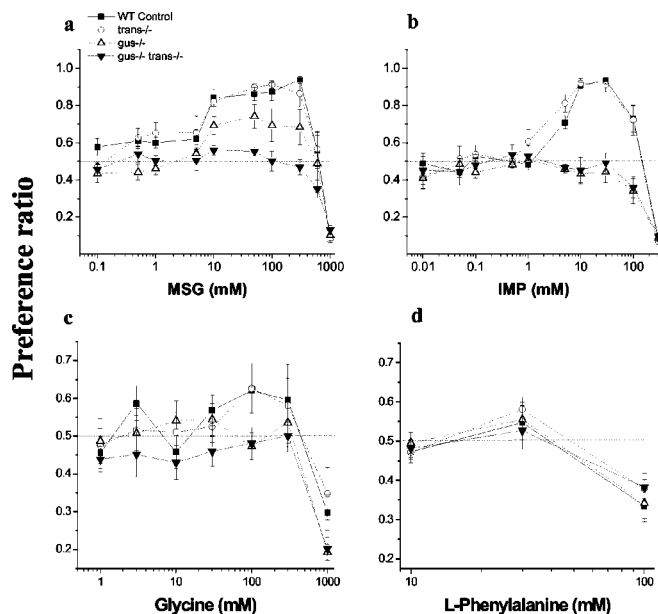 a
WT Control
trans-/-
gus-/-
gus-/- trans-/-
1.0
0.8
0.6
0.4
0.2
0.1
1
10
100
1000
MSG (mM)
b
1.0
0.8
0.6
0.4
0.2
0.01
0.1
1
10
100
IMP (mM)
Preference ratio
c
0.7
0.6
0.5
0.4
0.3
0.2
1
10
100
1000
Glycine (mM)
d
0.7
0.6
0.5
0.4
0.3
0.2
10
100
L-Phenylalanine (mM)